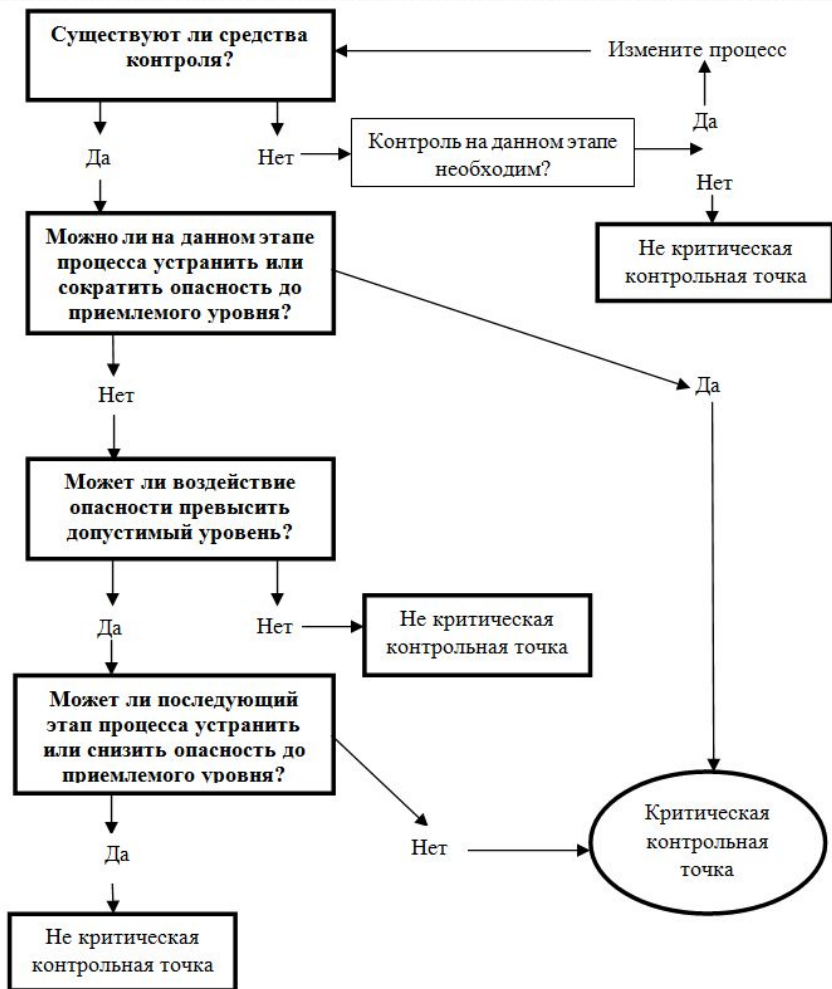 Существуют ли средства
контроля?
Измените процесс
Да
Нет
Контроль на данном этапе
необходим?
Да
Нет
Не критическая
контрольная точка
Можно ли на данном этапе
процесса устранить или
сократить опасность до
приемлемого уровня?
Да
Нет
Может ли воздействие
опасности превысить
допустимый уровень?
Да
Нет
Не критическая
контрольная точка
Может ли последующий
этап процесса устранить
или снизить опасность до
приемлемого уровня?
Да
Нет
Критическая
контрольная
точка
Не критическая
контрольная точка